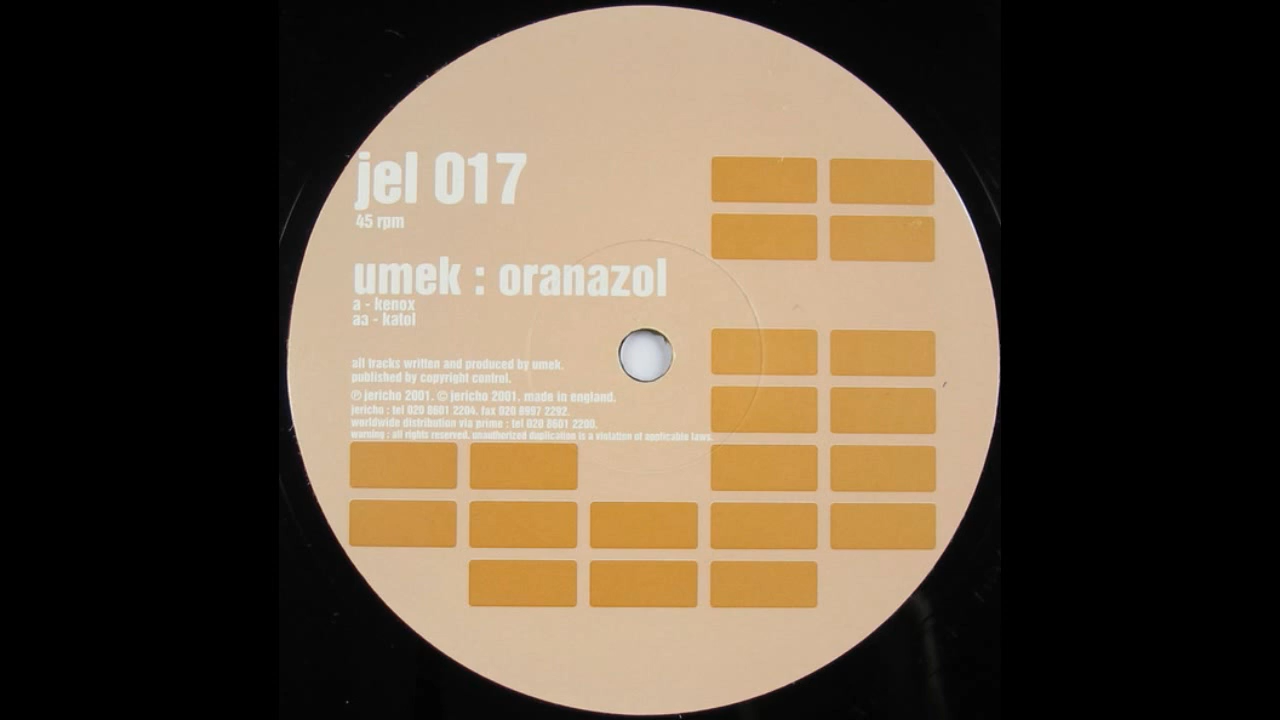 jel 017
45 rpm
umek : oranazol
a - kenox
aa - katol
all tracks written and produced by umek.
published by copyright control.
℗ jericho 2001. © jericho 2001. made in england.
jericho : tel 020 8601 2204. fax 020 8997 2292.
worldwide distribution via prime : tel 020 8601 2200.
warning : all rights reserved. unauthorized duplication is a violation of applicable laws.